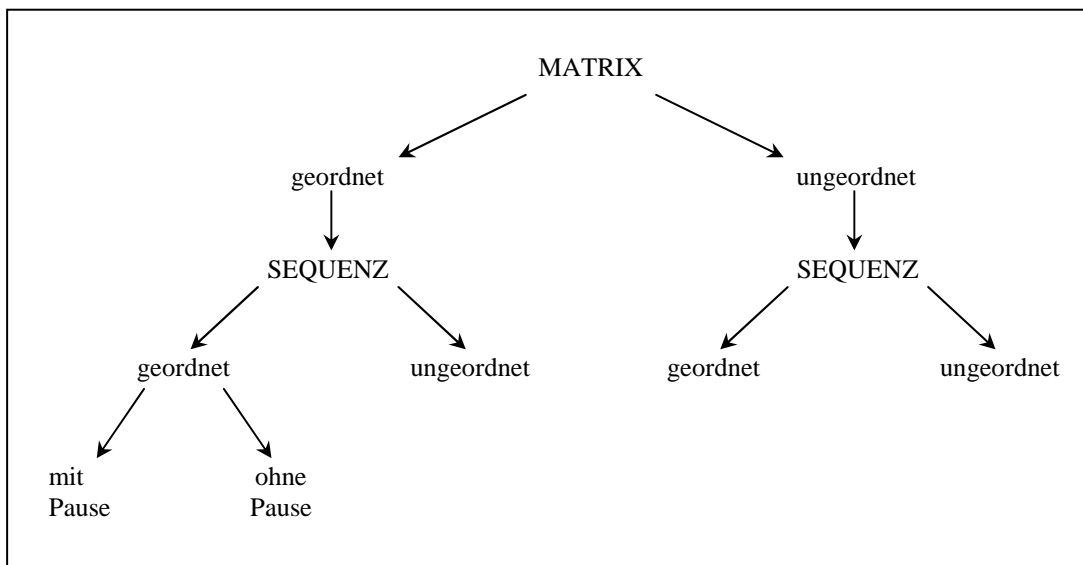 MATRIX
geordnet ungeordnet
SEQUENZ SEQUENZ
geordnet ungeordnet geordnet ungeordnet
mit ohne
Pause Pause